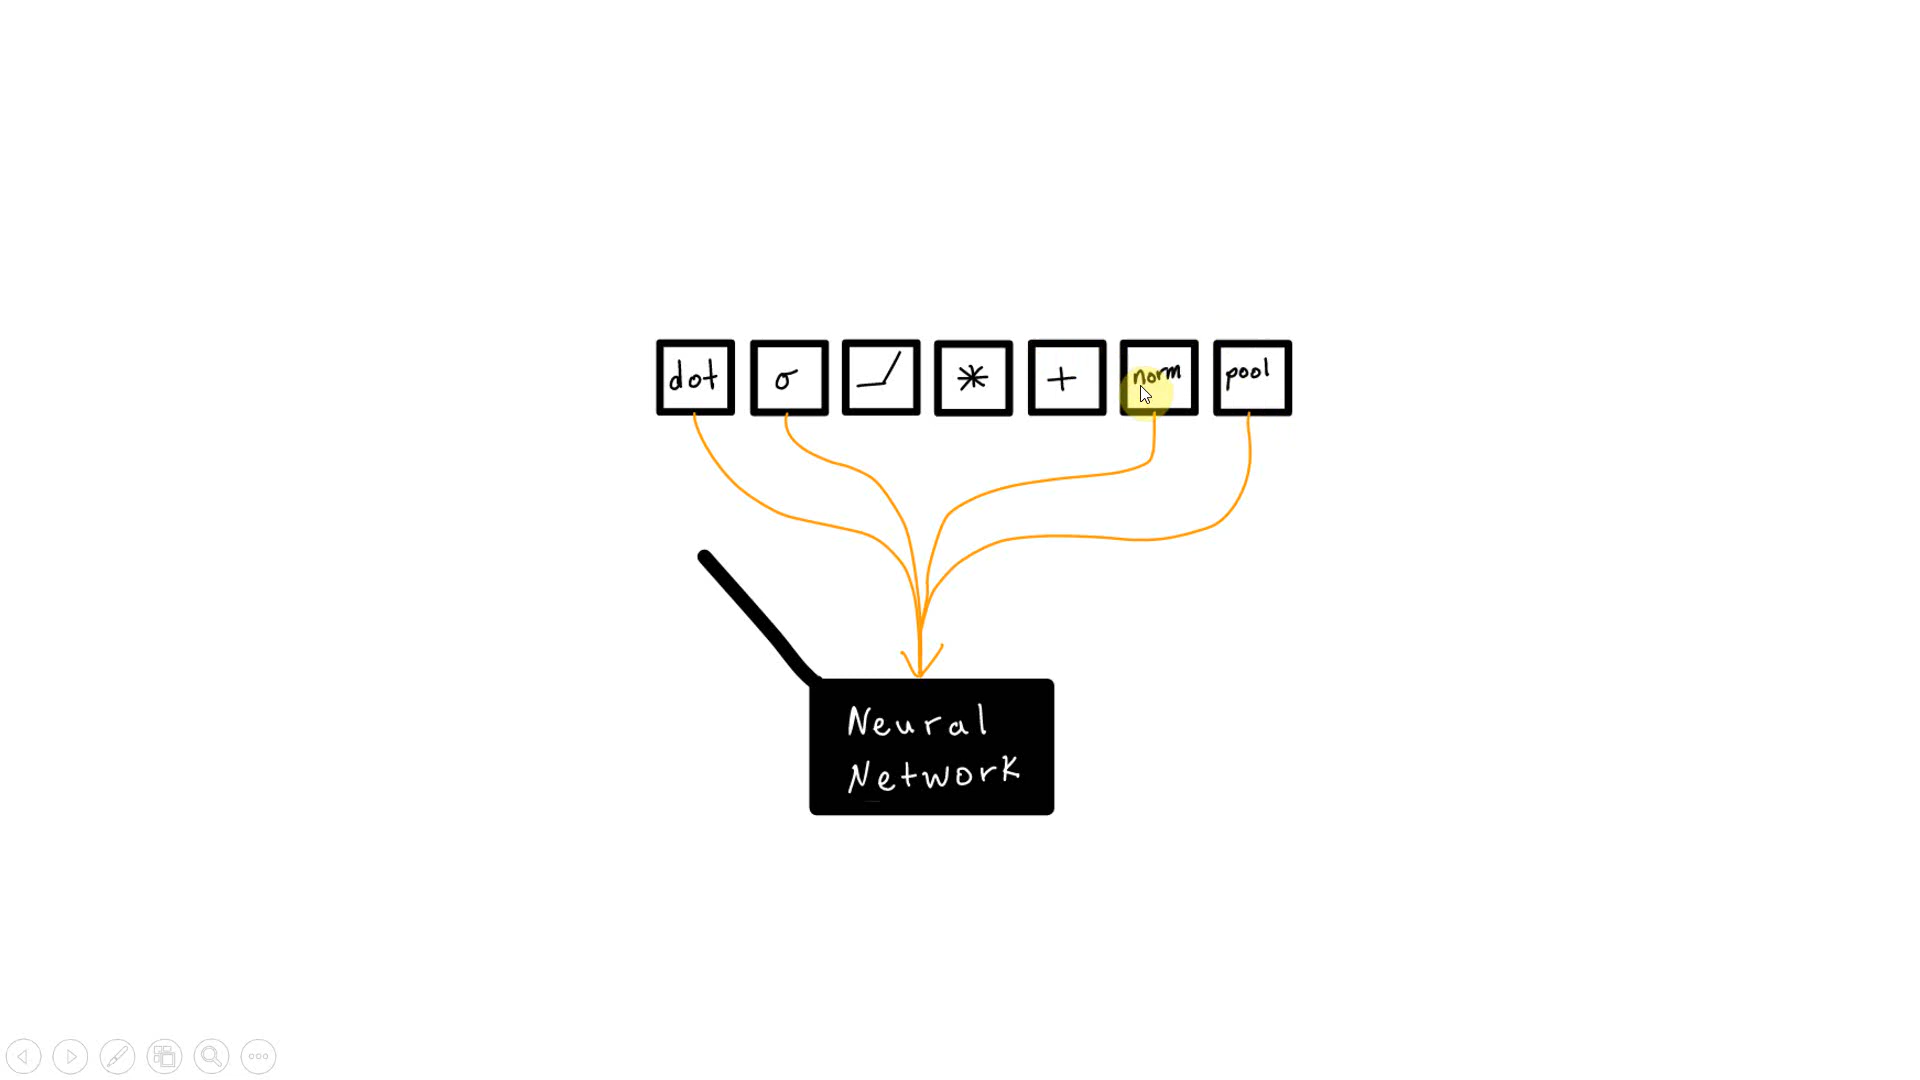 dot σ * + norm pool
Neural
Network